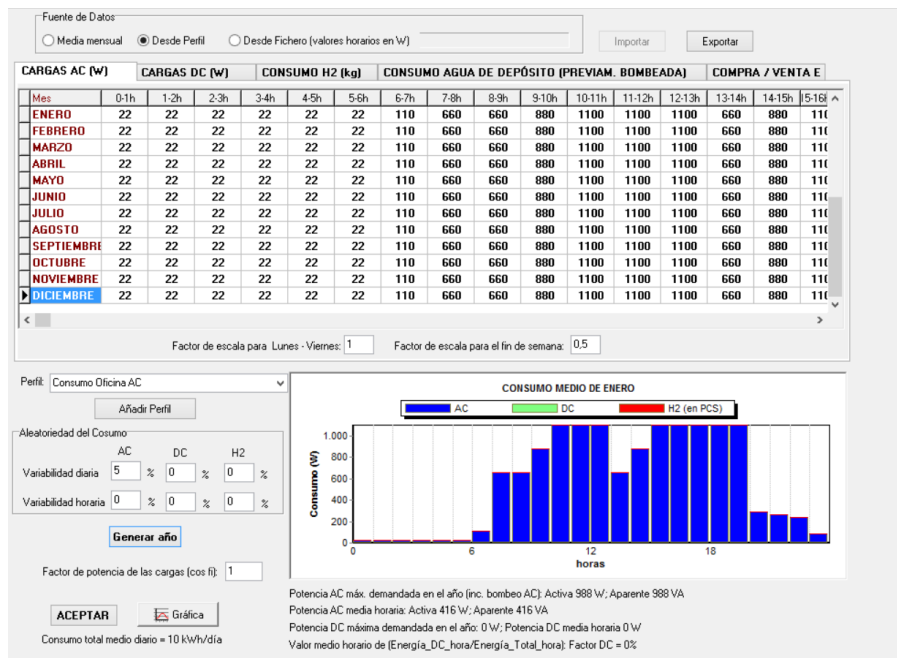 Fuente de Datos
Media mensual Desde Perfil Desde Fichero (valores horarios en W) Importar Exportar
CARGAS AC (W) CARGAS DC (W) CONSUMO H2 (kg) CONSUMO AGUA DE DEPÓSITO (PREVIAM. BOMBEADA) COMPRA / VENTA E
Mes 0-1h 1-2h 2-3h 3-4h 4-5h 5-6h 6-7h 7-8h 8-9h 9-10h 10-11h 11-12h 12-13h 13-14h 14-15h 15-16h
ENERO 22 22 22 22 22 22 110 660 660 880 1100 1100 1100 660 880 110
FEBRERO 22 22 22 22 22 22 110 660 660 880 1100 1100 1100 660 880 110
MARZO 22 22 22 22 22 22 110 660 660 880 1100 1100 1100 660 880 110
ABRIL 22 22 22 22 22 22 110 660 660 880 1100 1100 1100 660 880 110
MAYO 22 22 22 22 22 22 110 660 660 880 1100 1100 1100 660 880 110
JUNIO 22 22 22 22 22 22 110 660 660 880 1100 1100 1100 660 880 110
JULIO 22 22 22 22 22 22 110 660 660 880 1100 1100 1100 660 880 110
AGOSTO 22 22 22 22 22 22 110 660 660 880 1100 1100 1100 660 880 110
SEPTIEMBRE 22 22 22 22 22 22 110 660 660 880 1100 1100 1100 660 880 110
OCTUBRE 22 22 22 22 22 22 110 660 660 880 1100 1100 1100 660 880 110
NOVIEMBRE 22 22 22 22 22 22 110 660 660 880 1100 1100 1100 660 880 110
DICIEMBRE 22 22 22 22 22 22 110 660 660 880 1100 1100 1100 660 880 110
Factor de escala para Lunes - Viernes: 1 Factor de escala para el fin de semana: 0,5
Perfil: Consumo Oficina AC
Añadir Perfil
Aleatoriedad del Cosumo
AC DC H2
Variabilidad diaria 5 % 0 % 0 %
Variabilidad horaria 0 % 0 % 0 %
Generar año
Factor de potencia de las cargas (cos fi): 1
ACEPTAR Gráfica
Consumo total medio diario = 10 kWh/día
CONSUMO MEDIO DE ENERO
AC DC H2 (en PCS)
Consumo (W)
1.000
800
600
400
200
0
0 6 12 18
horas
Potencia AC máx. demandada en el año (inc. bombeo AC): Activa 988 W; Aparente 988 VA
Potencia AC media horaria: Activa 416 W; Aparente 416 VA
Potencia DC máxima demandada en el año: 0 W; Potencia DC media horaria 0 W
Valor medio horario de (Energía_DC_hora/Energía_Total_hora): Factor DC = 0%